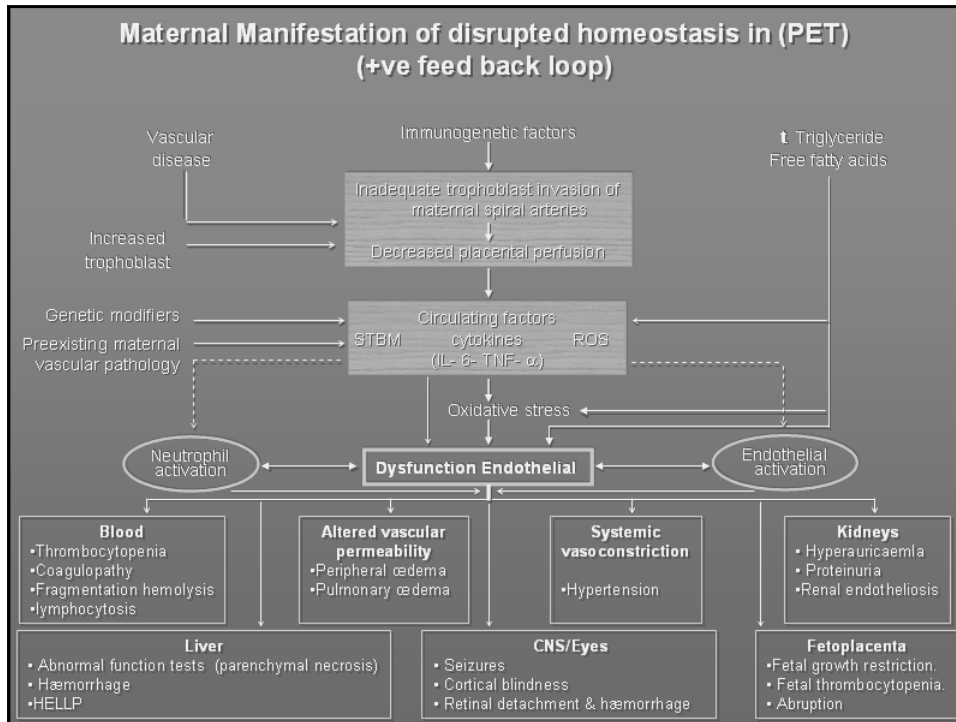 Maternal Manifestation of disrupted homeostasis in (PET)
(+ve feed back loop)
Vascular
disease
Immunogenetic factors
t Triglyceride
Free fatty acids
Inadequate trophoblast invasion of
maternal spiral arteries
Increased
trophoblast
Decreased placental perfusion
Genetic modifiers
Preexisting maternal
vascular pathology
Circulating factors
STBM cytokines ROS
(IL- 6- TNF- α)
Oxidative stress
Neutrophil
activation
Dysfunction Endothelial
Endothelial
activation
Blood
•Thrombocytopenia
•Coagulopathy
•Fragmentation hemolysis
•lymphocytosis
Altered vascular
permeability
•Peripheral œdema
•Pulmonary œdema
Systemic
vasoconstriction
•Hypertension
Kidneys
• Hyperauricaemla
• Proteinuria
•Renal endotheliosis
Liver
• Abnormal function tests (parenchymal necrosis)
• Hæmorrhage
•HELLP
CNS/Eyes
• Seizures
• Cortical blindness
• Retinal detachment & hæmorrhage
Fetoplacenta
•Fetal growth restriction.
• Fetal thrombocytopenia.
• Abruption